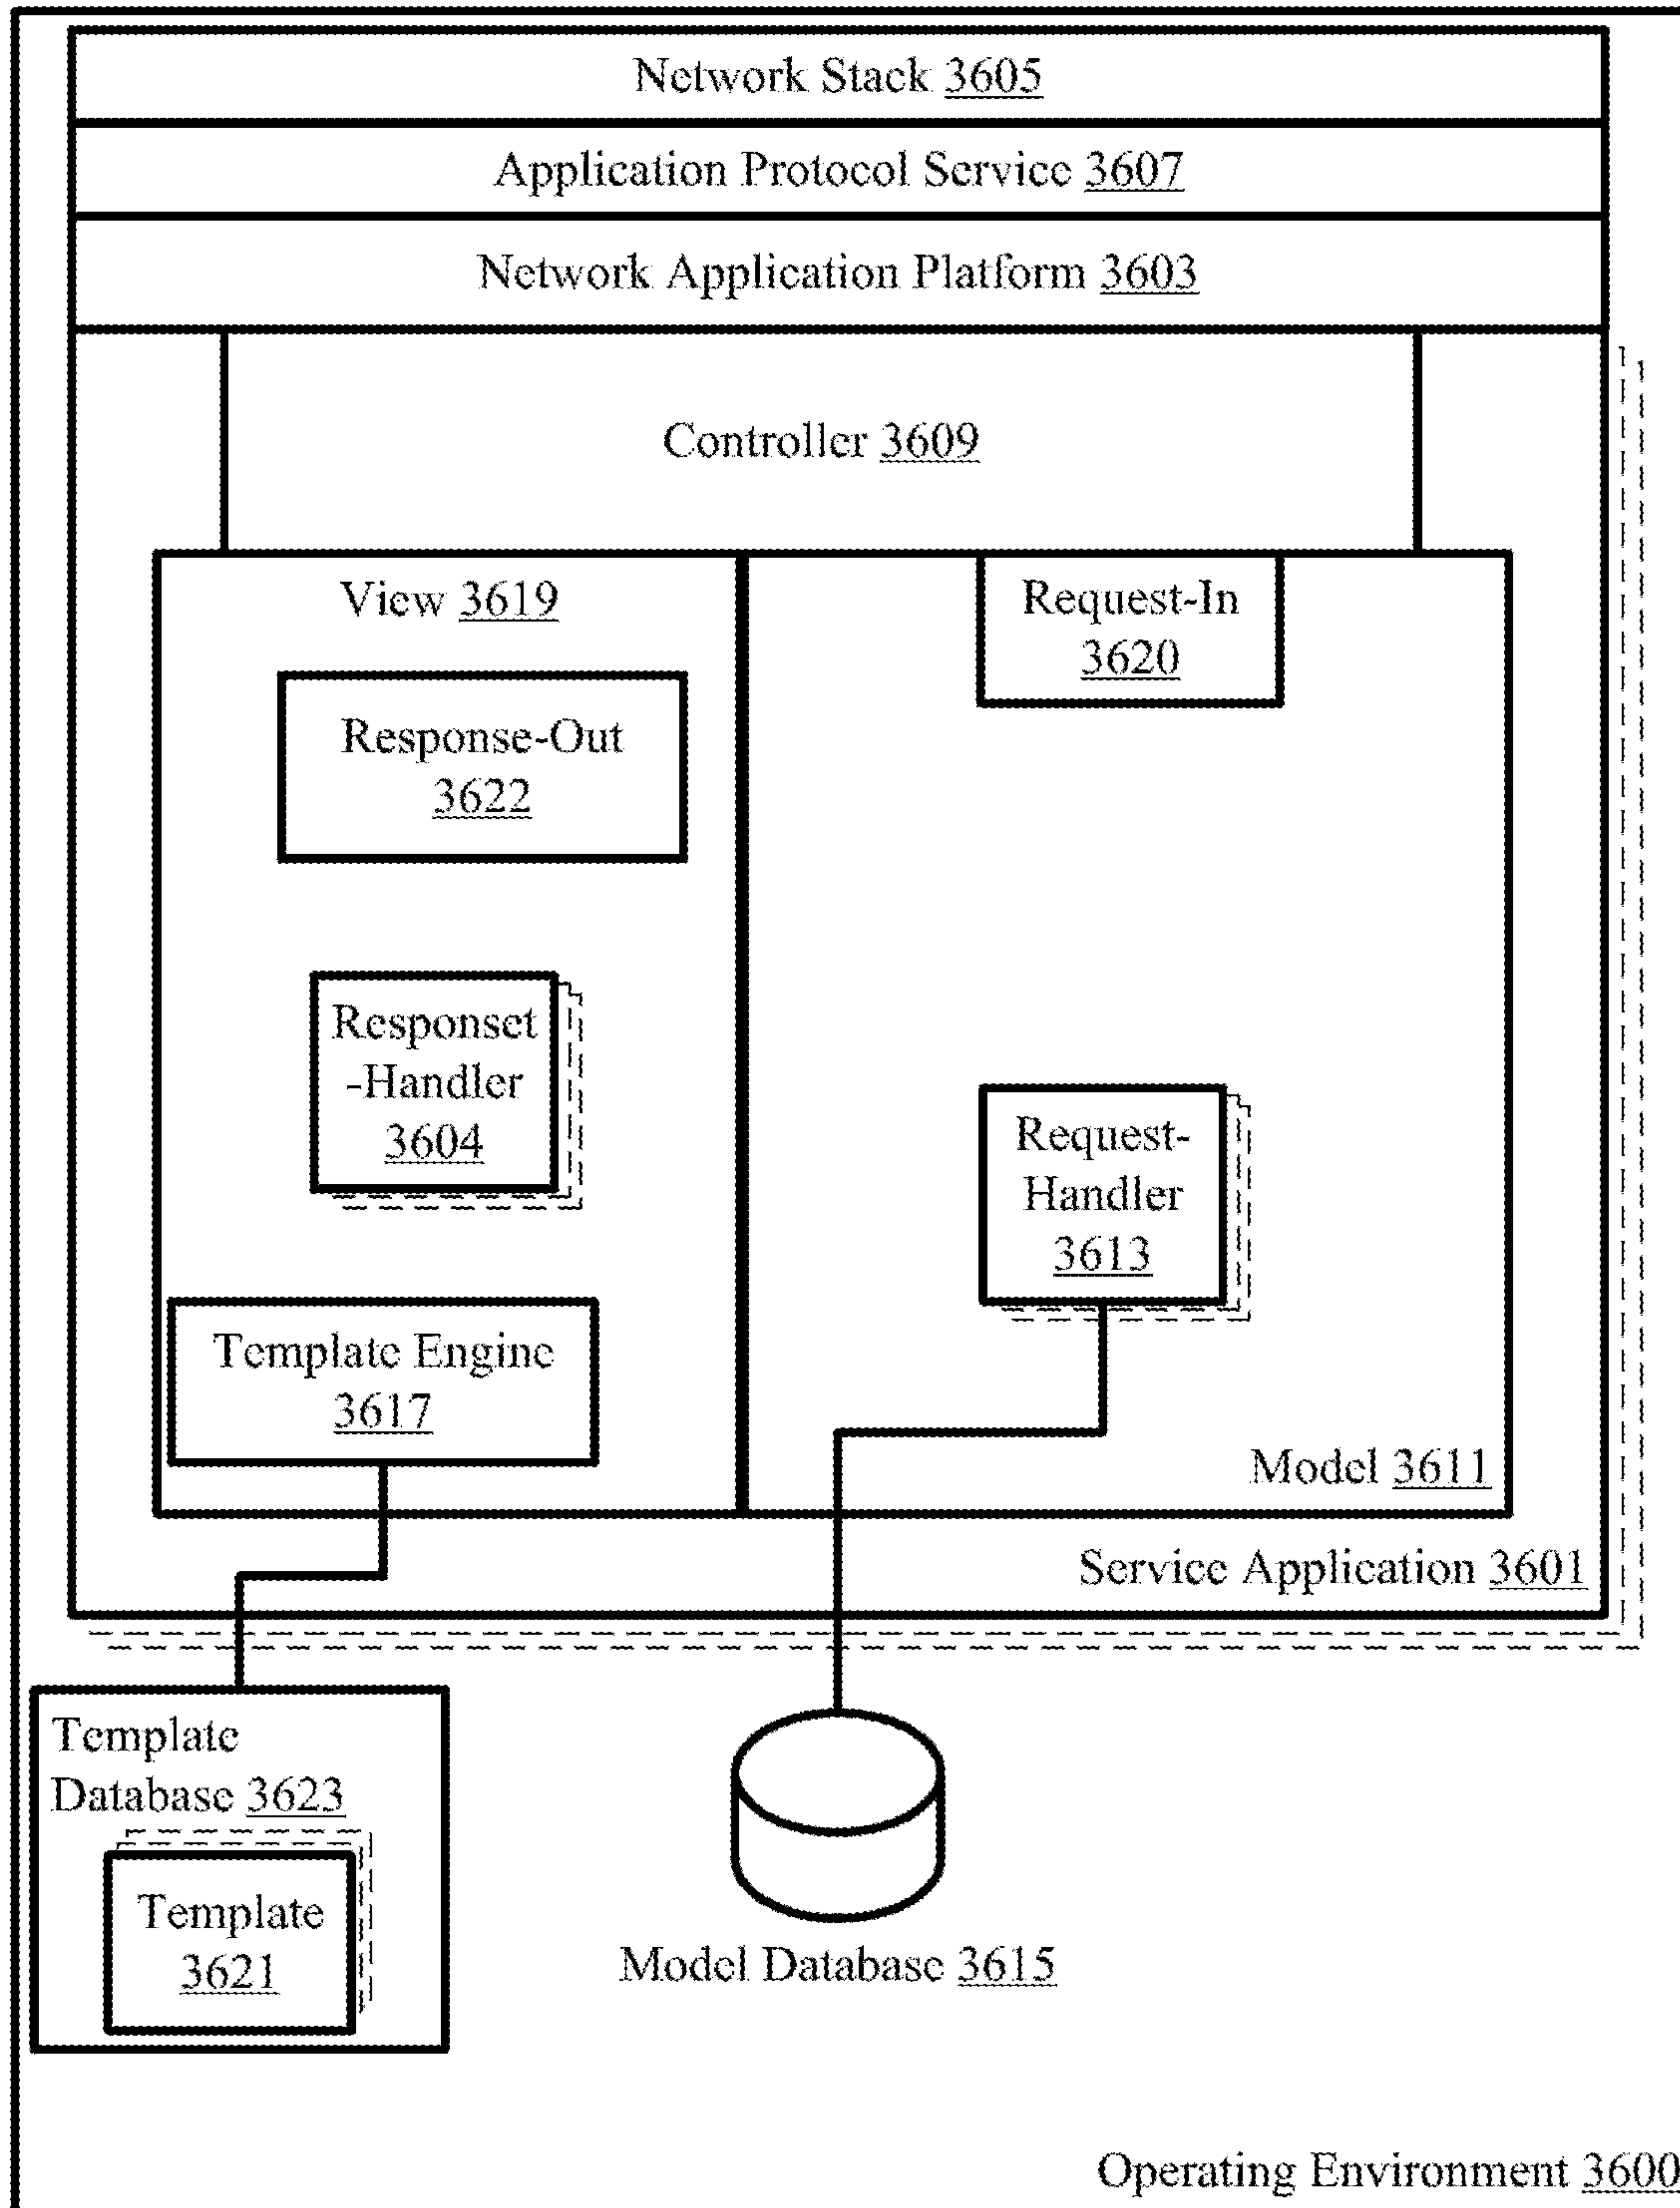 Network Stack 3605
Application Protocol Service 3607
Network Application Platform 3603
Controller 3609
View 3619
Response-Out
3622
Responset
-Handler
3604
Template Engine
3617
Request-In
3620
Request-
Handler
3613
Model 3611
Service Application 3601
Template
Database 3623
Template
3621
Model Database 3615
Operating Environment 3600